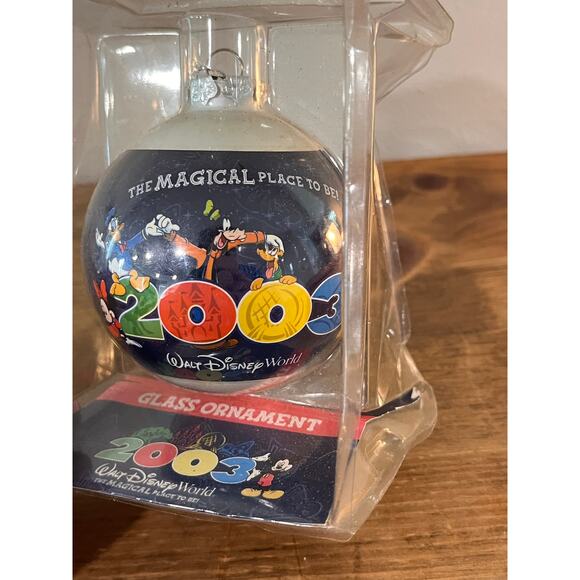 THE MAGICAL PLACE TO BE!
2003
WALT DISNEY World
GLASS ORNAMENT
2003
WALT DISNEY World
THE MAGICAL PLACE TO BE!